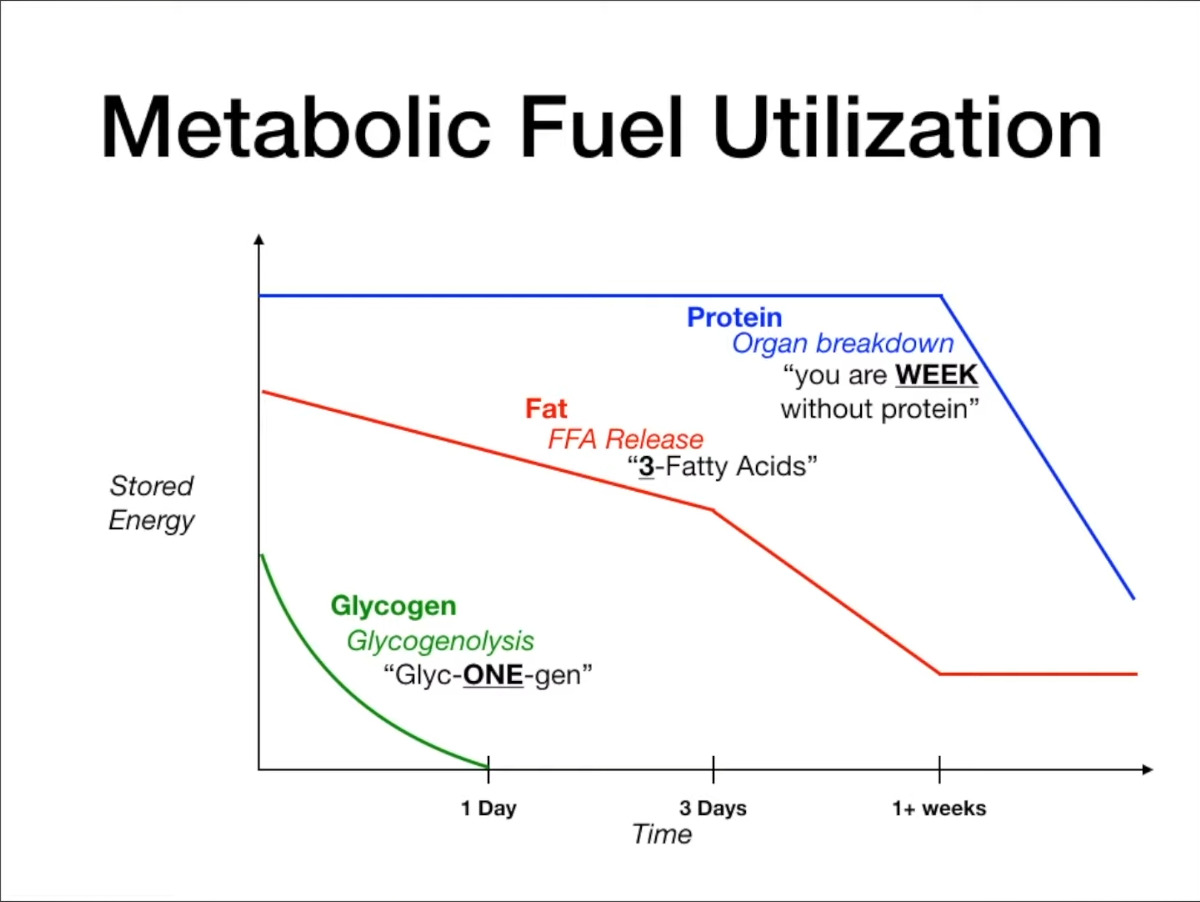 Metabolic Fuel Utilization
Protein
Organ breakdown
“you are WEEK
without protein”
Fat
FFA Release
“3-Fatty Acids”
Stored
Energy
Glycogen
Glycogenolysis
“Glyc-ONE-gen”
1 Day
3 Days
1+ weeks
Time